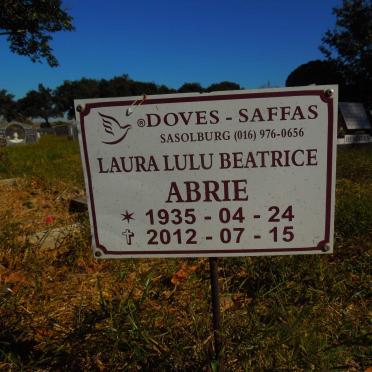 ®DOVES - SAFFAS
SASOLBURG (016) 976-0656
LAURA LULU BEATRICE
ABRIE
✶ 1935 - 04 - 24
✝ 2012 - 07 - 15